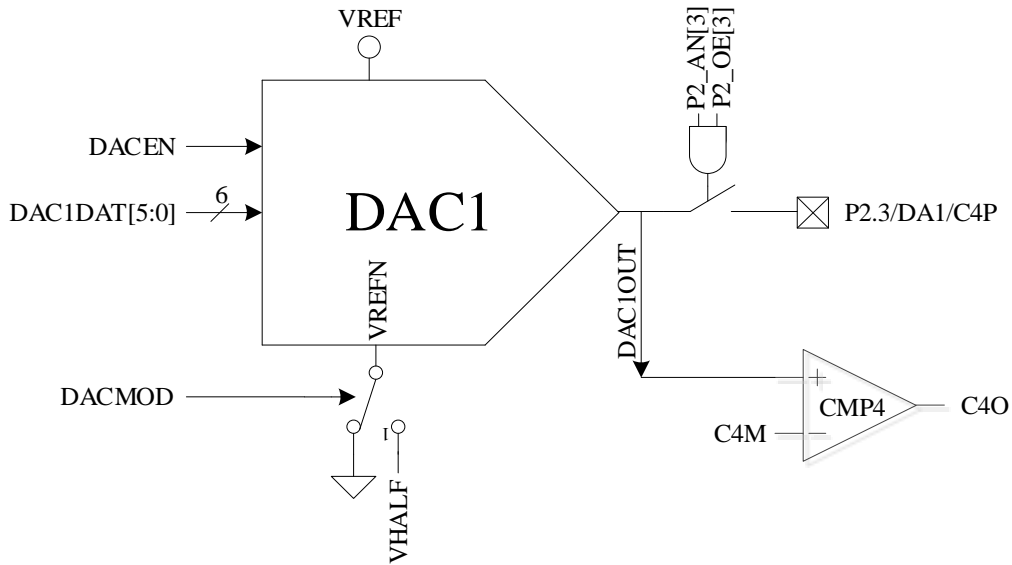 VREF
P2_AN[3]
P2_OE[3]
DACEN
DAC1DAT[5:0]
6
DAC1
P2.3/DA1/C4P
VREFN
DAC1OUT
DACMOD
+
CMP4
C4O
C4M
1
VHALF